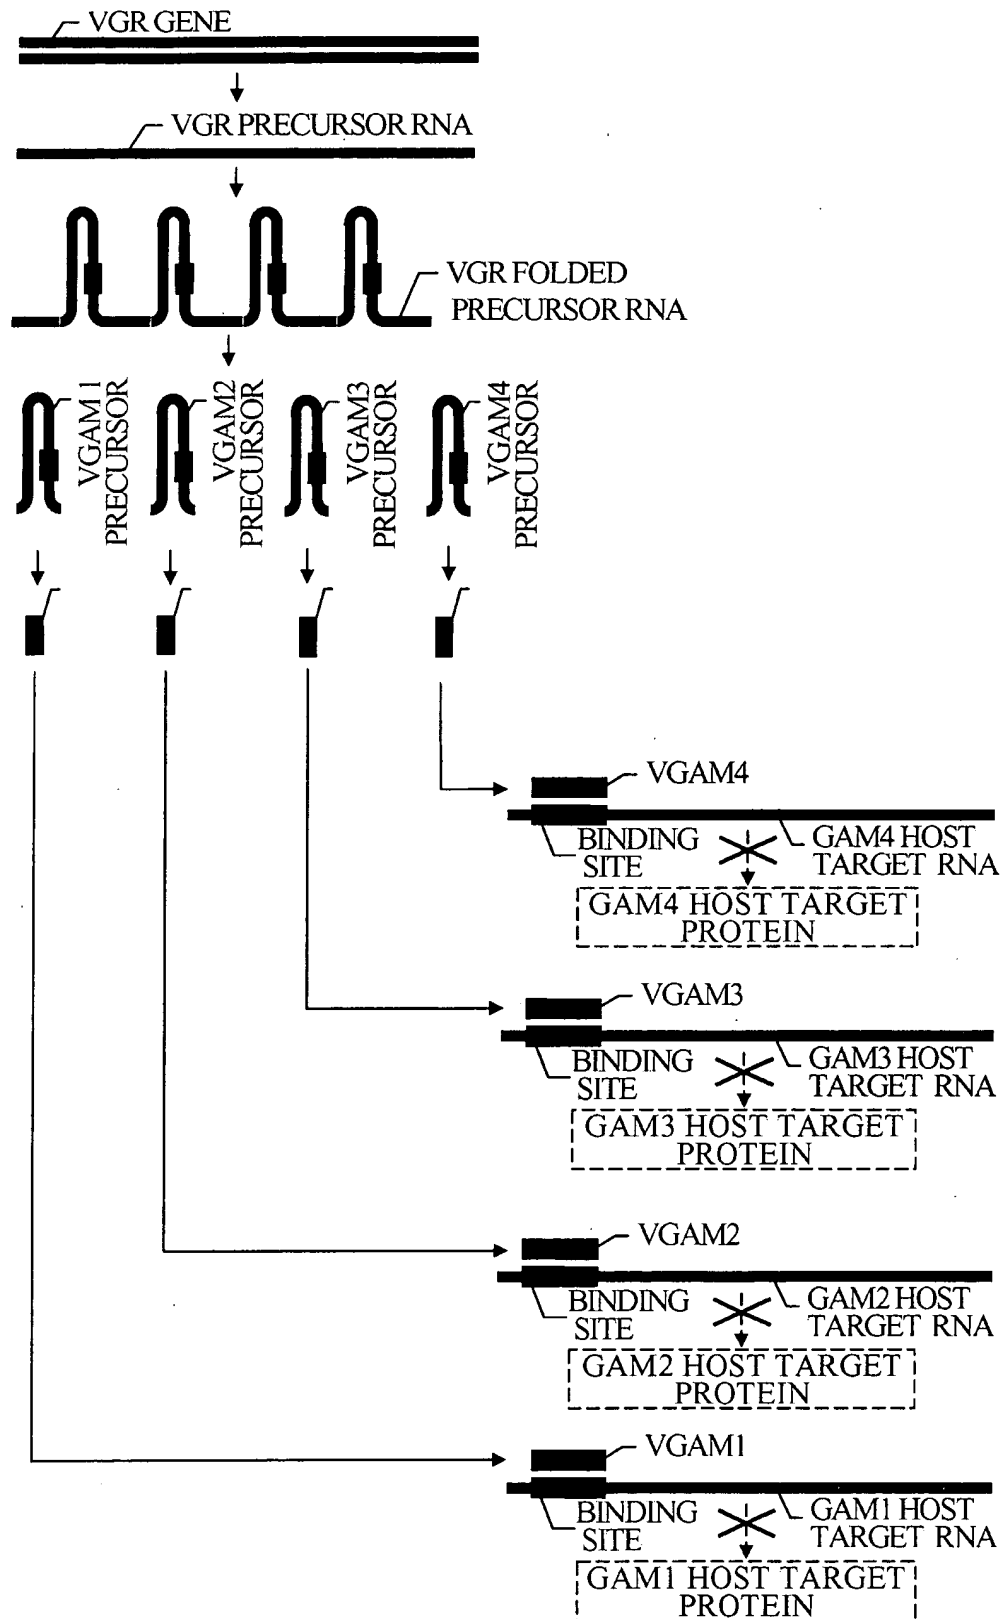 VGR GENE
VGR PRECURSOR RNA
VGR FOLDED
PRECURSOR RNA
VGAM 1
PRECURSOR
VGAM2
PRECURSOR
VGAM3
PRECURSOR
VGAM4
PRECURSOR
VGAM4
BINDING
SITE
GAM4 HOST
TARGET RNA
GAM4 HOST TARGET
PROTEIN
VGAM3
BINDING
SITE
GAM3 HOST
TARGET RNA
GAM3 HOST TARGET
PROTEIN
VGAM2
BINDING
SITE
GAM2 HOST
TARGET RNA
GAM2 HOST TARGET
PROTEIN
VGAM1
BINDING
SITE
GAM1 HOST
TARGET RNA
GAM1 HOST TARGET
PROTEIN